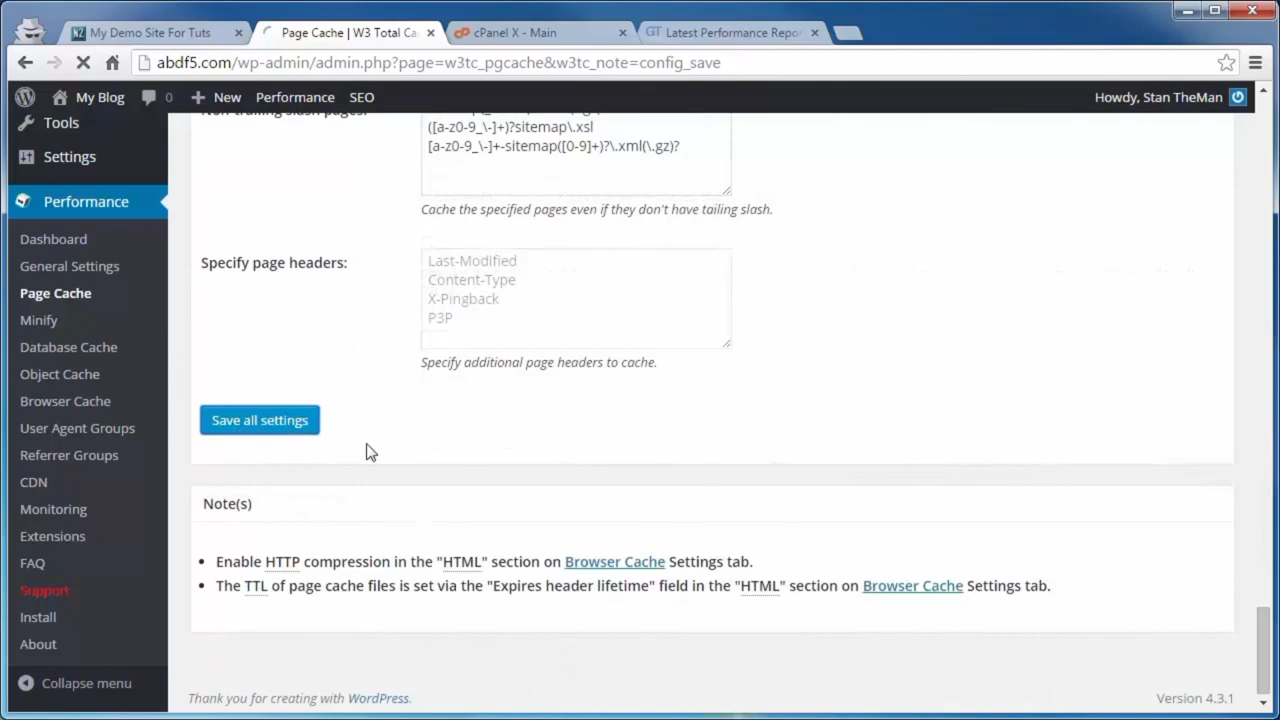 My Demo Site For Tuts
Page Cache | W3 Total Ca
cPanel X - Main
GT Latest Performance Repo
abdf5.com/wp-admin/admin.php?page=w3tc_pgcache&w3tc_note=config_save
My Blog 0 New Performance SEO Howdy, Stan TheMan
Tools
Settings
Performance
Dashboard
General Settings
Page Cache
Minify
Database Cache
Object Cache
Browser Cache
User Agent Groups
Referrer Groups
CDN
Monitoring
Extensions
FAQ
Support
Install
About
Collapse menu
Non-trailing slash pages:
([a-z0-9_\-]+)?sitemap\.xsl
[a-z0-9_\-]+-sitemap([0-9]+)?\.xml(\.gz)?
Cache the specified pages even if they don't have tailing slash.
Specify page headers:
Last-Modified
Content-Type
X-Pingback
P3P
Specify additional page headers to cache.
Save all settings
Note(s)
• Enable HTTP compression in the "HTML" section on Browser Cache Settings tab.
• The TTL of page cache files is set via the "Expires header lifetime" field in the "HTML" section on Browser Cache Settings tab.
Thank you for creating with WordPress.
Version 4.3.1